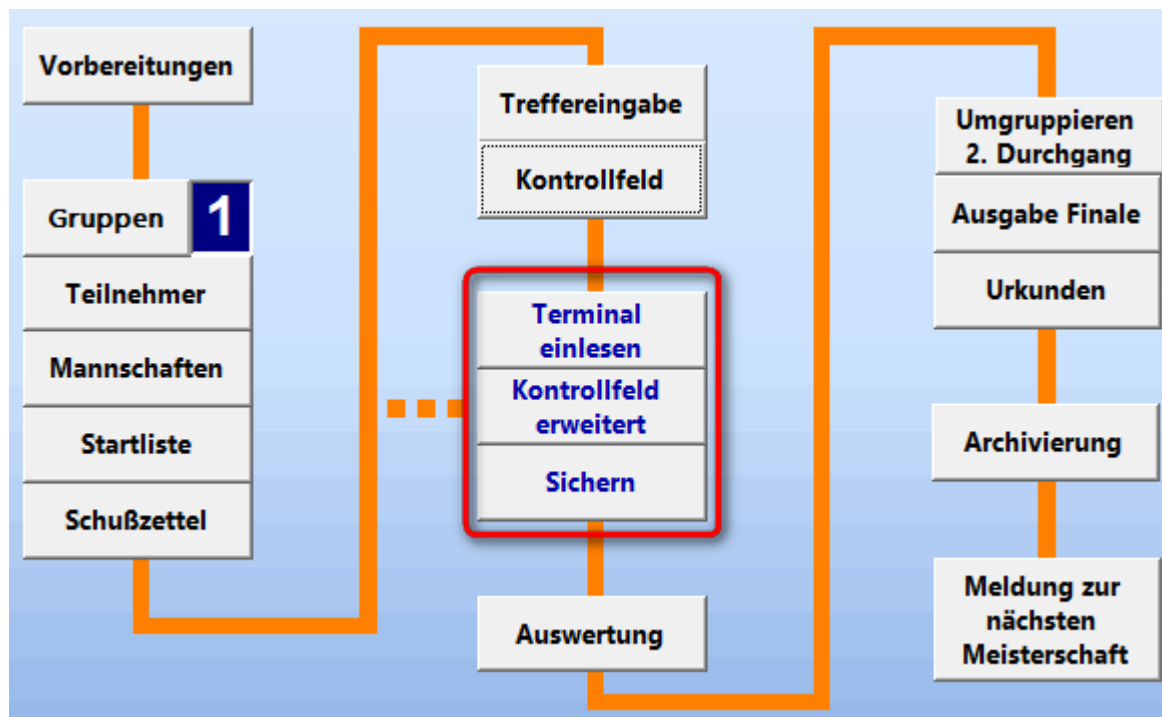 Vorbereitungen
Gruppen 1
Teilnehmer
Mannschaften
Startliste
Schußzettel
Treffereingabe
Kontrollfeld
Terminal
einlesen
Kontrollfeld
erweitert
Sichern
Auswertung
Umgruppieren
2. Durchgang
Ausgabe Finale
Urkunden
Archivierung
Meldung zur
nächsten
Meisterschaft